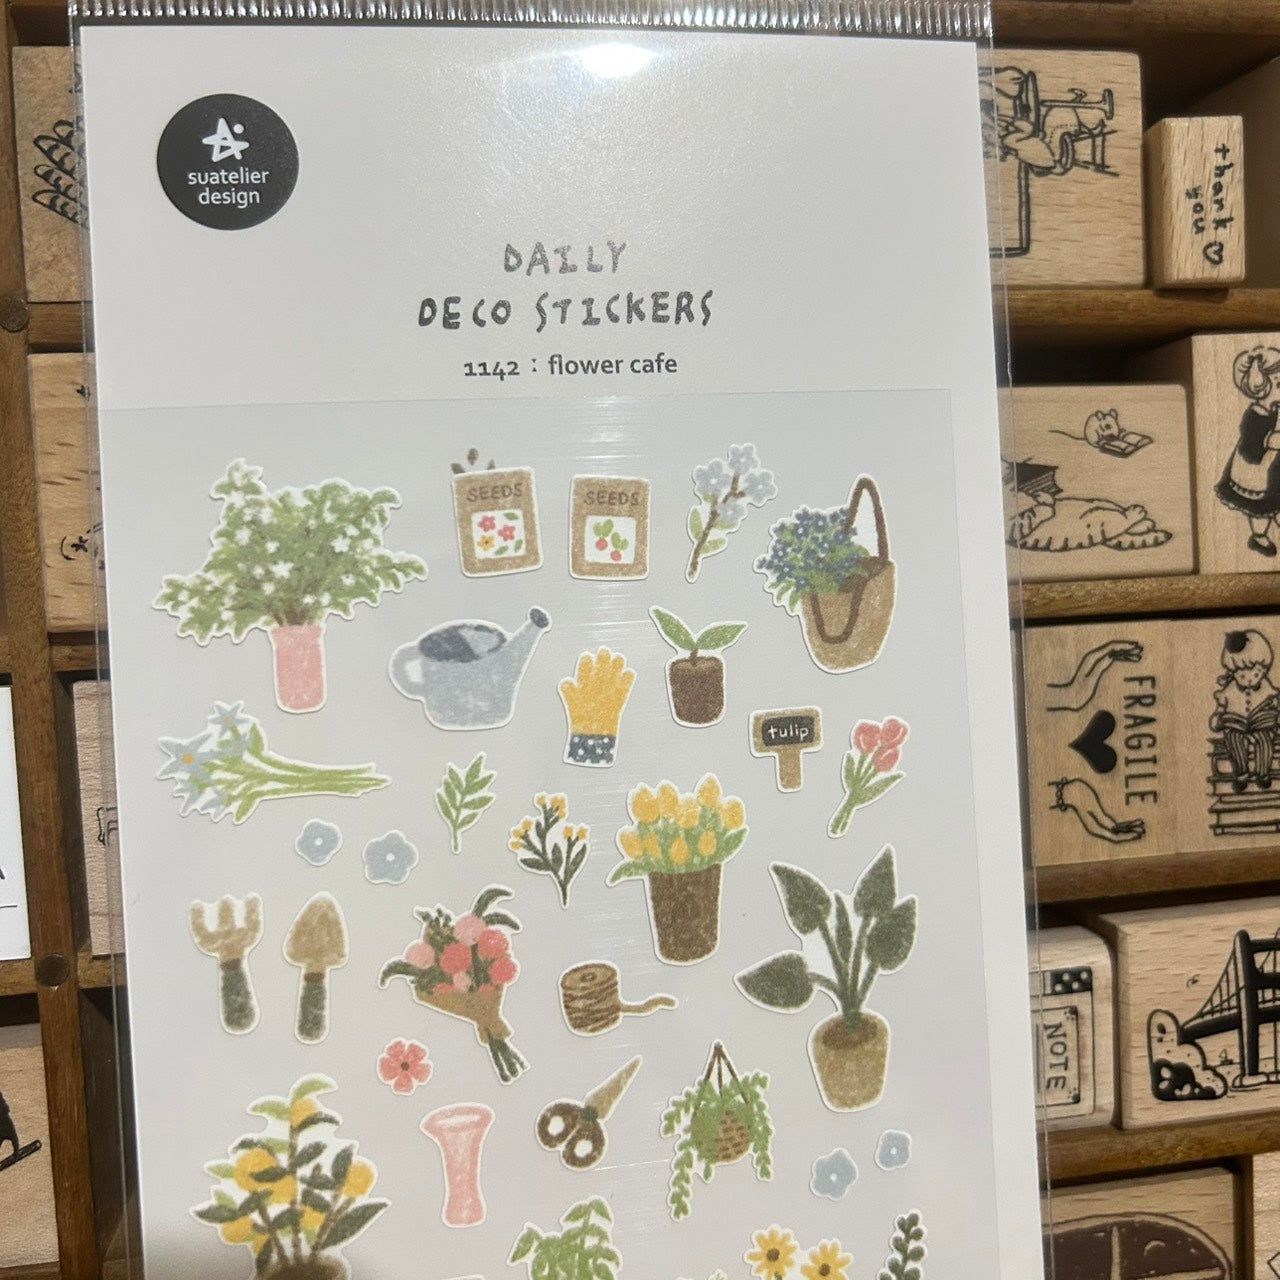 suatelier
design
DAILY
DECO STICKERS
1142 : flower cafe
SEEDS
SEEDS
tulip
thank
you
FRAGILE
NOTE